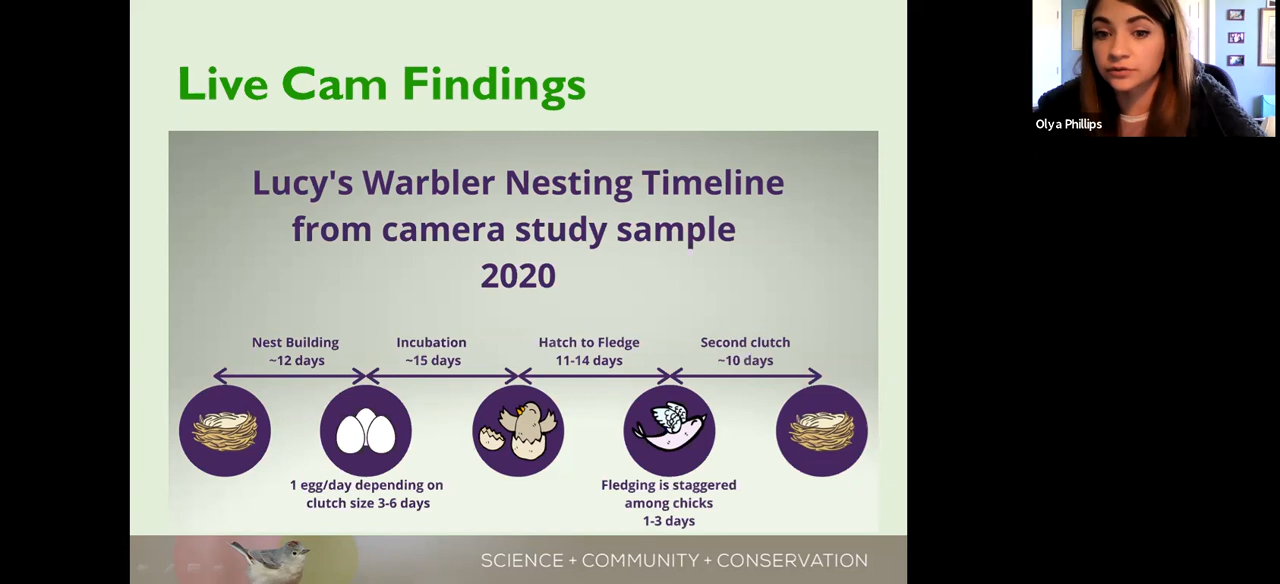 Live Cam Findings
Lucy's Warbler Nesting Timeline
from camera study sample
2020
Nest Building
~12 days
Incubation
~15 days
Hatch to Fledge
11-14 days
Second clutch
~10 days
1 egg/day depending on
clutch size 3-6 days
Fledging is staggered
among chicks
1-3 days
SCIENCE + COMMUNITY + CONSERVATION
Olya Phillips